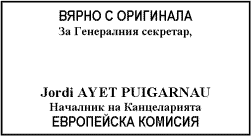 ВЯРНО С ОРИГИНАЛА
За Генералния секретар,
Jordi AYET PUIGARNAU
Началник на Канцеларията
ЕВРОПЕЙСКА КОМИСИЯ